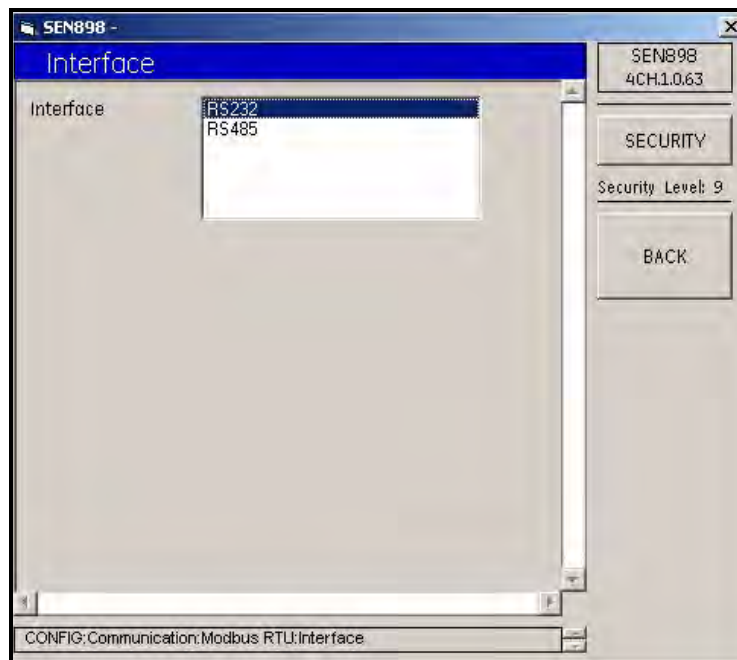 SEN898 -
Interface
Interface
RS232
RS485
SEN898
4CH.1.0.63
SECURITY
Security Level: 9
BACK
CONFIG:Communication:Modbus RTU:Interface